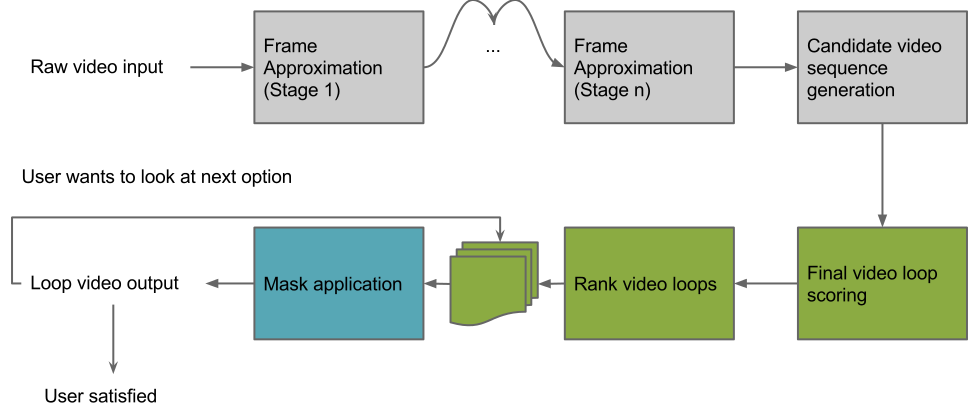 Raw video input
Frame
Approximation
(Stage 1)
...
Frame
Approximation
(Stage n)
Candidate video
sequence
generation
User wants to look at next option
Loop video output
Mask application
Rank video loops
Final video loop
scoring
User satisfied